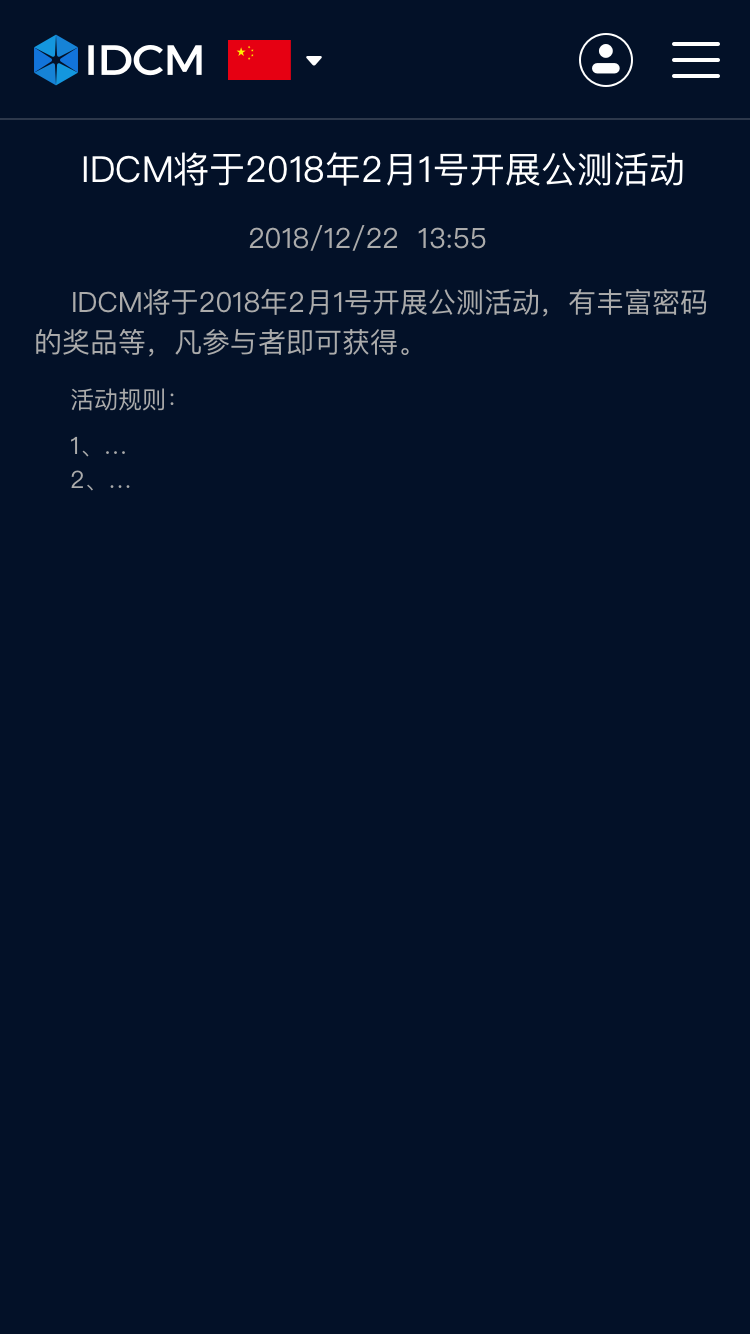 IDCM
IDCM将于2018年2月1号开展公测活动
2018/12/22 13:55
IDCM将于2018年2月1号开展公测活动，有丰富密码
的奖品等，凡参与者即可获得。
活动规则：
1、...
2、...